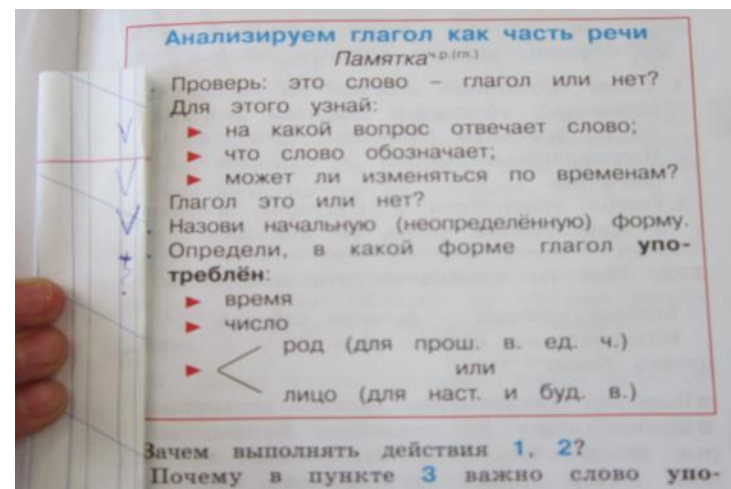 Анализируем глагол как часть речи
Памятка ч.р.(гл.)
. Проверь: это слово – глагол или нет?
Для этого узнай:
► на какой вопрос отвечает слово;
► что слово обозначает;
► может ли изменяться по временам?
Глагол это или нет?
. Назови начальную (неопределённую) форму.
. Определи, в какой форме глагол упо-
треблён:
► время
► число
род (для прош. в. ед. ч.)
► или
лицо (для наст. и буд. в.)
Зачем выполнять действия 1, 2?
Почему в пункте 3 важно слово упо-